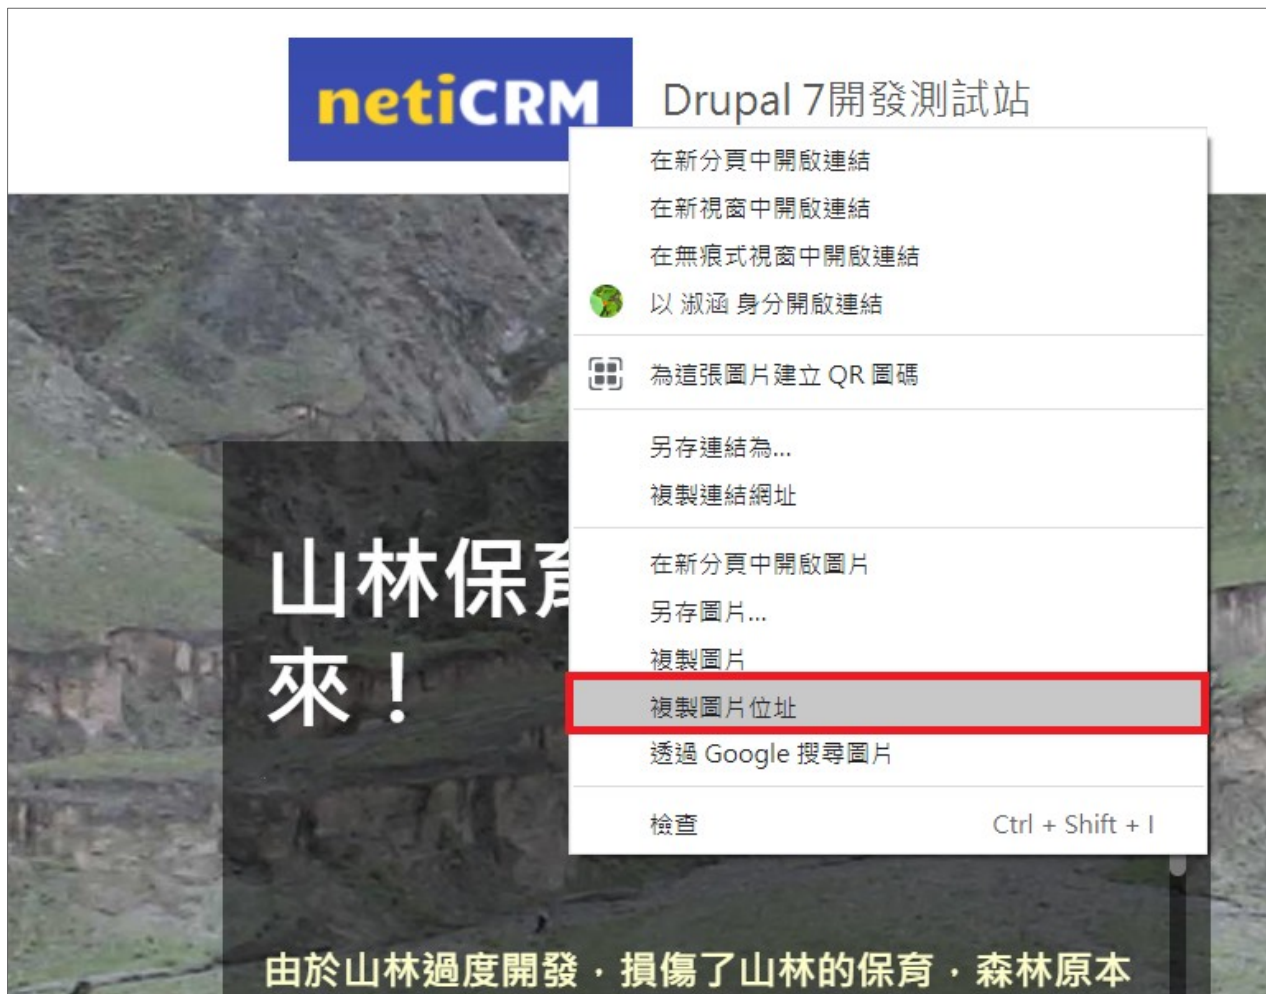 netiCRM
Drupal 7開發測試站
在新分頁中開啟連結
在新視窗中開啟連結
在無痕式視窗中開啟連結
以 淑涵 身分開啟連結
為這張圖片建立 QR 圖碼
另存連結為...
複製連結網址
在新分頁中開啟圖片
另存圖片...
複製圖片
複製圖片位址
透過 Google 搜尋圖片
檢查 Ctrl + Shift + I
山林保育
來！
由於山林過度開發，損傷了山林的保育，森林原本